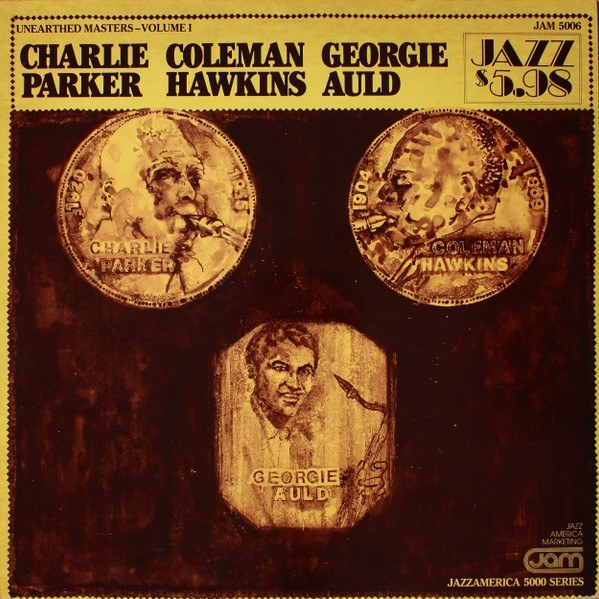 UNEARTHED MASTERS–VOLUME I
JAM 5006
CHARLIE COLEMAN GEORGIE
PARKER HAWKINS AULD
JAZZ
$5.98
1920 1955
CHARLIE
PARKER
1904 1969
COLEMAN
HAWKINS
GEORGIE
AULD
JAZZ
AMERICA
MARKETING
jam
JAZZAMERICA 5000 SERIES